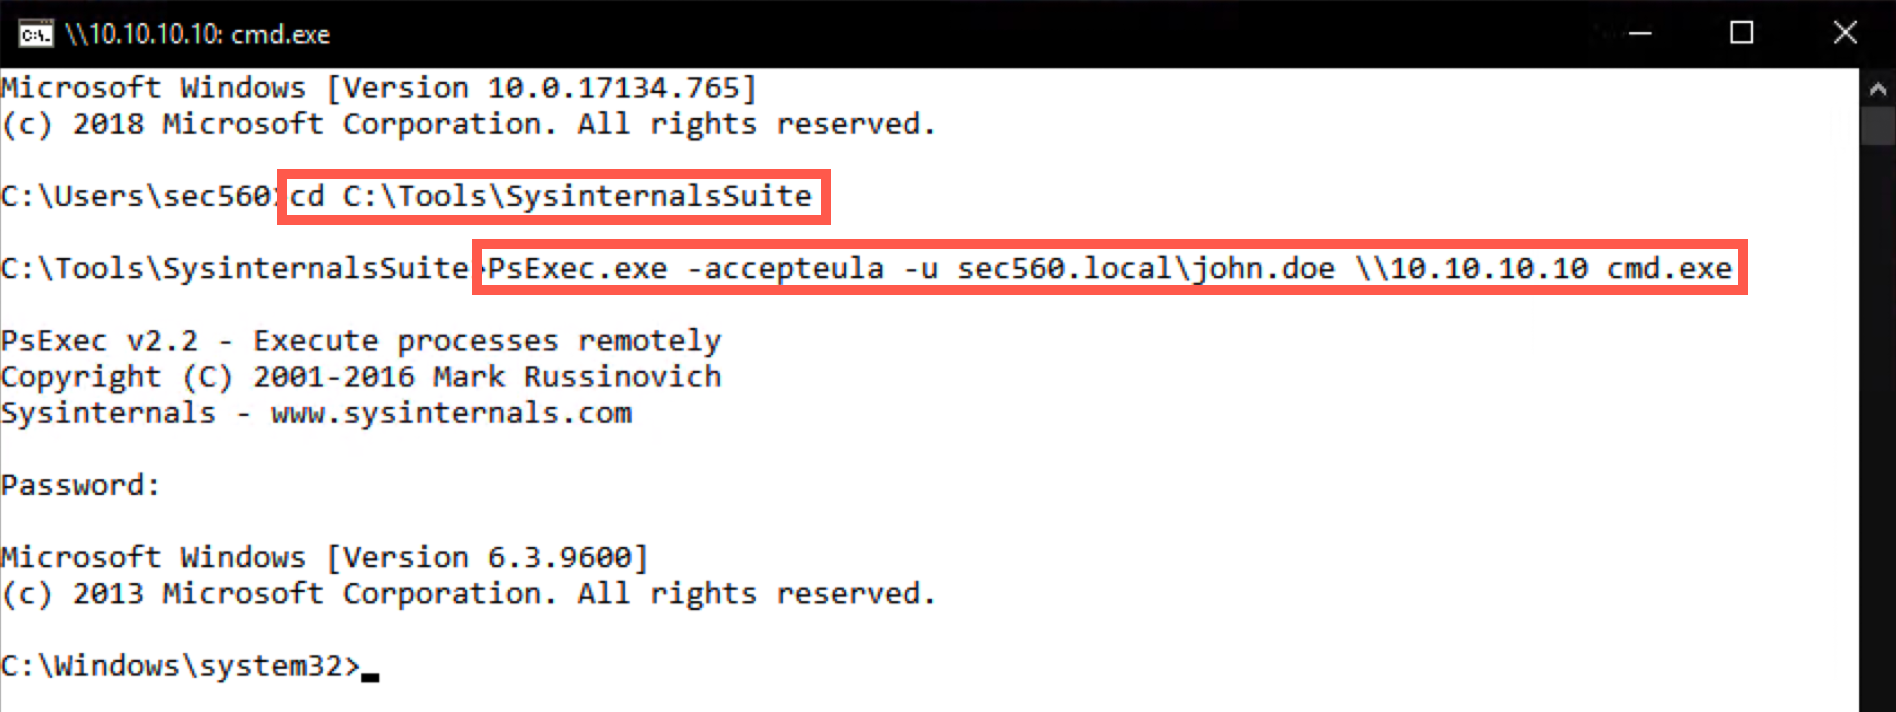 \\10.10.10.10: cmd.exe
Microsoft Windows [Version 10.0.17134.765]
(c) 2018 Microsoft Corporation. All rights reserved.
C:\Users\sec560>cd C:\Tools\SysinternalsSuite
C:\Tools\SysinternalsSuite>PsExec.exe -accepteula -u sec560.local\john.doe \\10.10.10.10 cmd.exe
PsExec v2.2 - Execute processes remotely
Copyright (C) 2001-2016 Mark Russinovich
Sysinternals - www.sysinternals.com
Password:
Microsoft Windows [Version 6.3.9600]
(c) 2013 Microsoft Corporation. All rights reserved.
C:\Windows\system32>